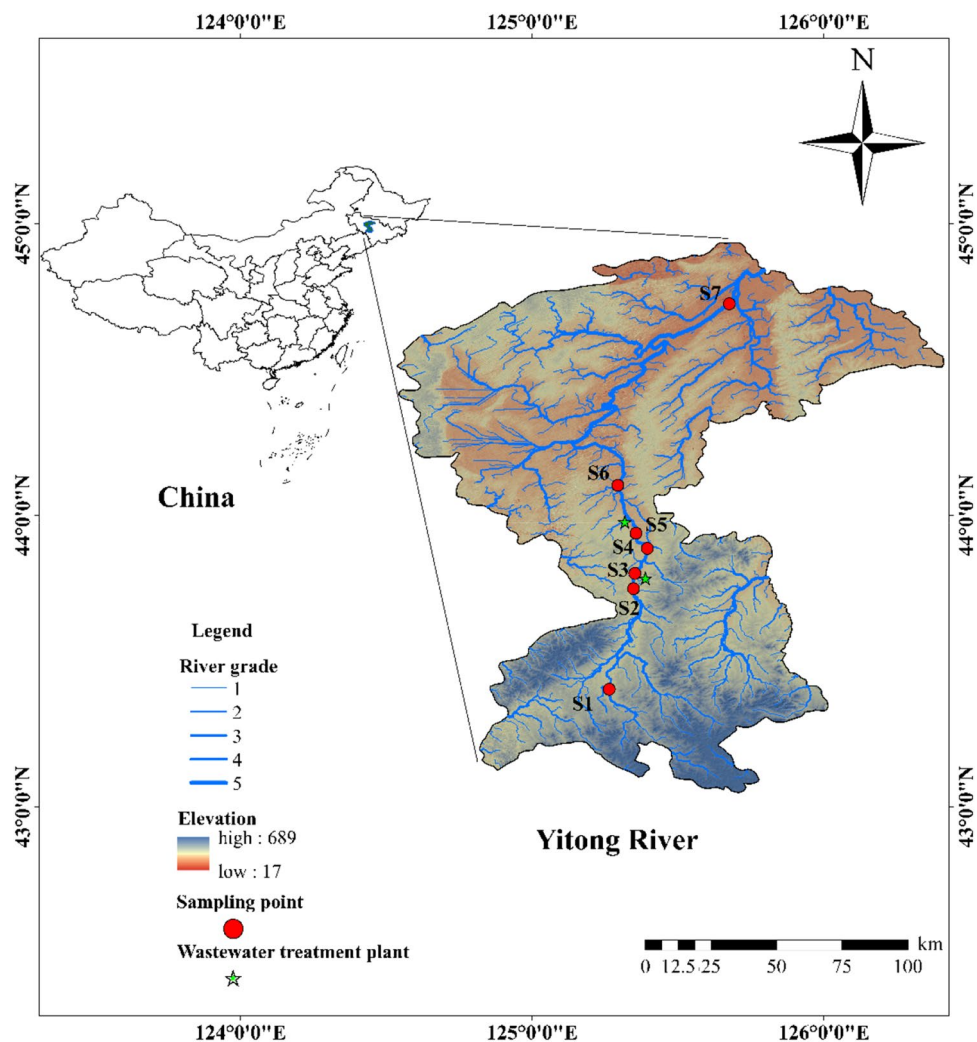 124°0'0"E 125°0'0"E 126°0'0"E
N
45°0'0"N
45°0'0"N
S7
China
S6
44°0'0"N
44°0'0"N
S5
S4
S3
S2
S1
Legend
River grade
1
2
3
4
5
Elevation
high : 689
low : 17
Sampling point
Wastewater treatment plant
43°0'0"N
43°0'0"N
Yitong River
km
0 12.5 25 50 75 100
124°0'0"E 125°0'0"E 126°0'0"E